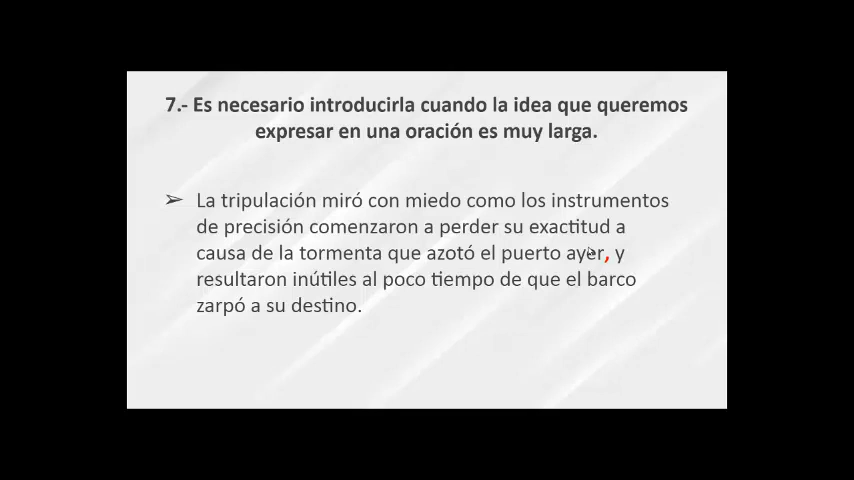 7.- Es necesario introducirla cuando la idea que queremos
expresar en una oración es muy larga.
➢ La tripulación miró con miedo como los instrumentos
de precisión comenzaron a perder su exactitud a
causa de la tormenta que azotó el puerto ayer, y
resultaron inútiles al poco tiempo de que el barco
zarpó a su destino.